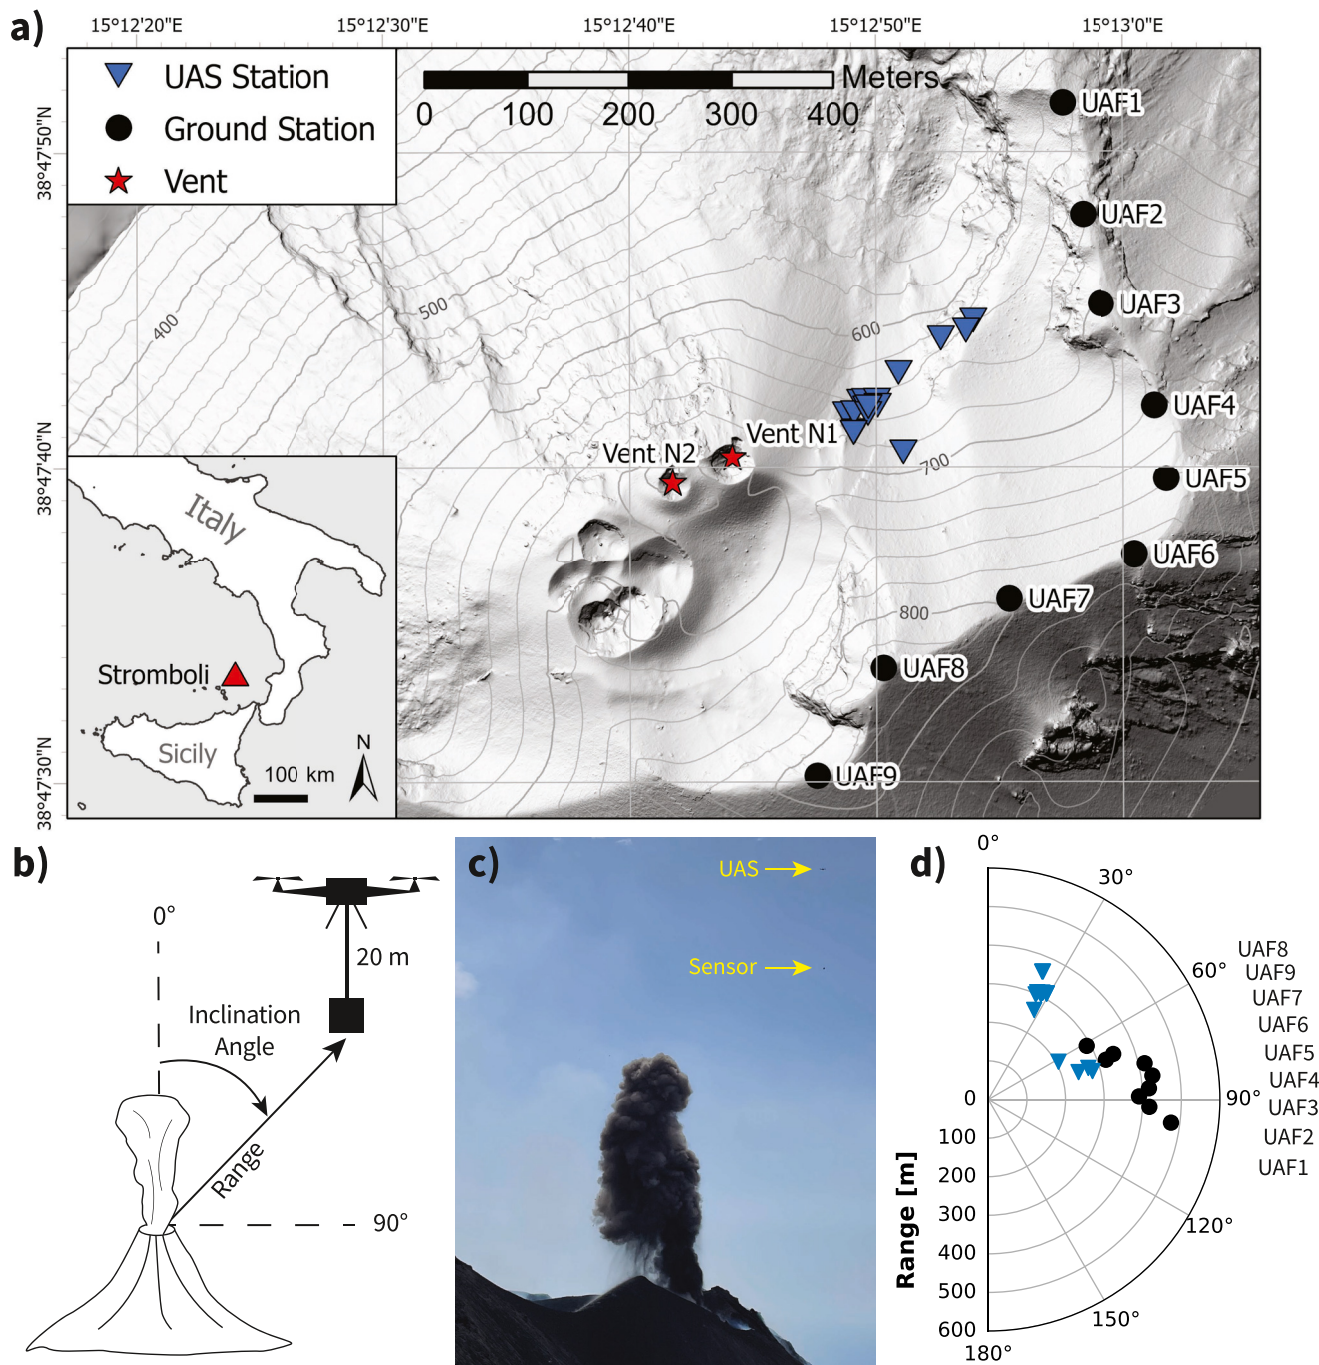 a)
15°12'20"E 15°12'30"E 15°12'40"E 15°12'50"E 15°13'0"E
38°47'50"N
38°47'40"N
38°47'30"N
UAS Station
Ground Station
Vent
Meters
0 100 200 300 400
UAF1
UAF2
UAF3
UAF4
UAF5
UAF6
UAF7
UAF8
UAF9
400
500
600
700
800
Vent N1
Vent N2
Italy
Stromboli
Sicily
100 km
N
b)
0°
20 m
Inclination
Angle
Range
90°
c)
UAS
Sensor
d)
0°
30°
60°
90°
120°
150°
180°
UAF8
UAF9
UAF7
UAF6
UAF5
UAF4
UAF3
UAF2
UAF1
Range [m]
0
100
200
300
400
500
600